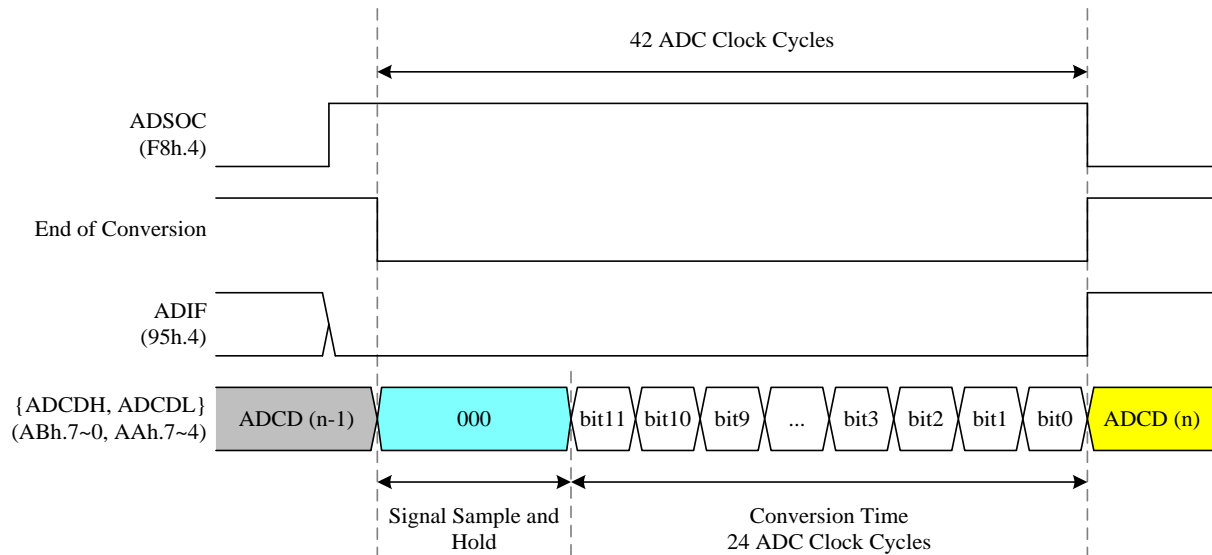 42 ADC Clock Cycles
ADSOC
(F8h.4)
End of Conversion
ADIF
(95h.4)
{ADCDH, ADCDL}
(ABh.7~0, AAh.7~4)
ADCD (n-1)
000
bit11
bit10
bit9
...
bit3
bit2
bit1
bit0
ADCD (n)
Signal Sample and
Hold
Conversion Time
24 ADC Clock Cycles